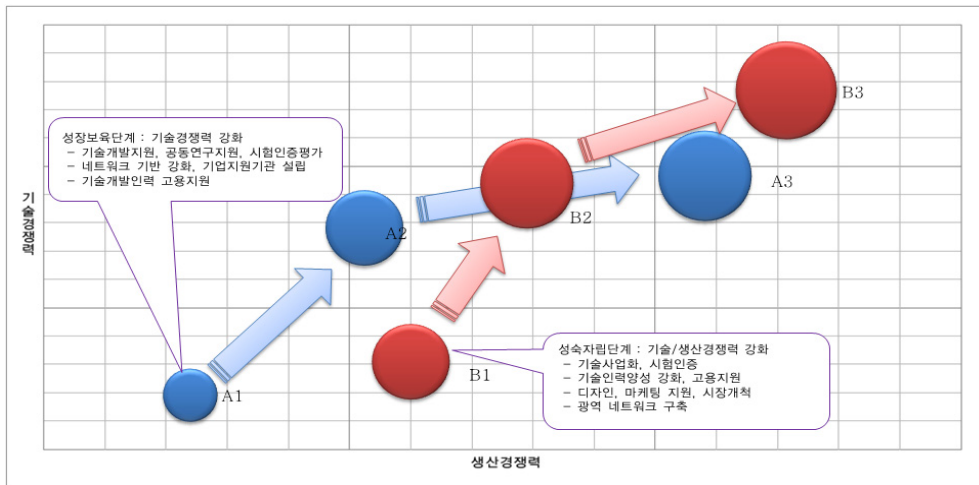 성장보육단계 : 기술경쟁력 강화
- 기술개발지원, 공동연구지원, 시험인증평가
- 네트워크 기반 강화, 기업지원기관 설립
- 기술개발인력 고용지원
기술경쟁력
B3
A3
B2
A2
B1
A1
성숙자립단계 : 기술/생산경쟁력 강화
- 기술사업화, 시험인증
- 기술인력양성 강화, 고용지원
- 디자인, 마케팅 지원, 시장개척
- 광역 네트워크 구축
생산경쟁력